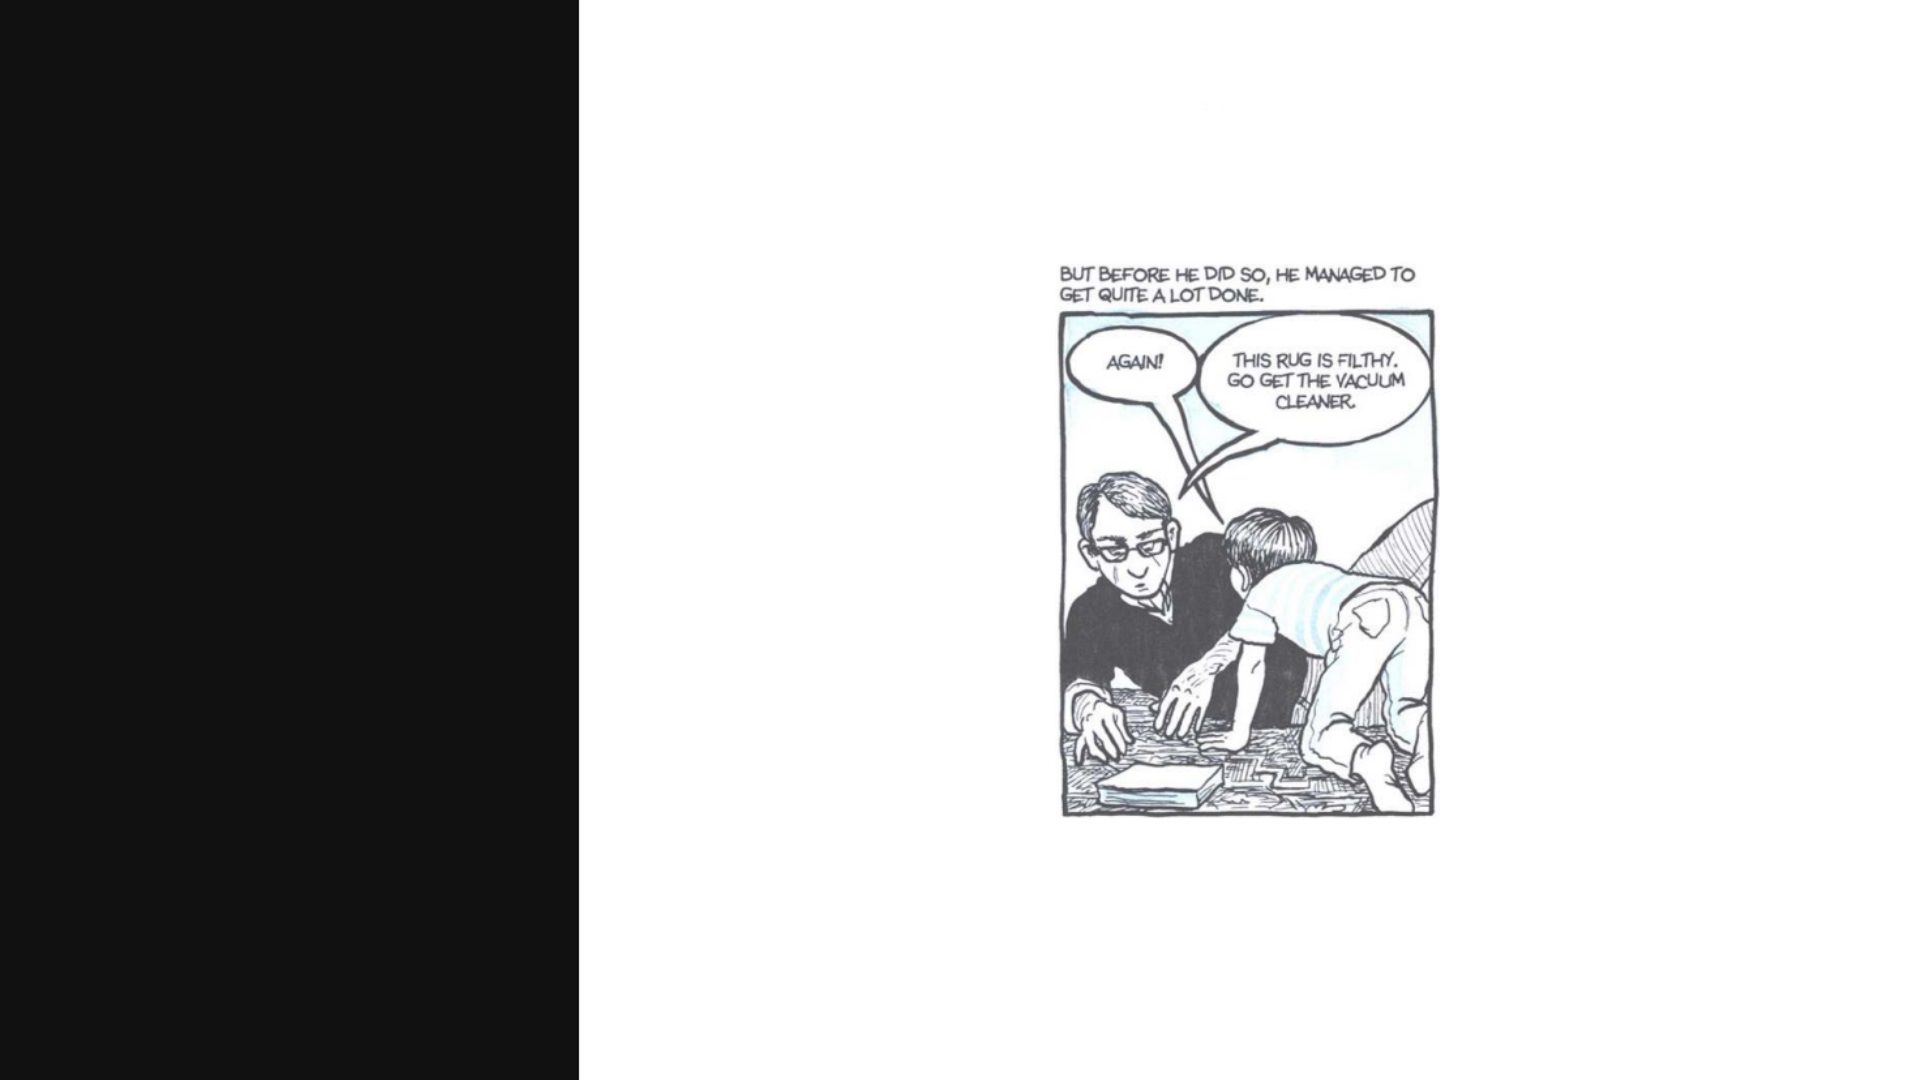 BUT BEFORE HE DID SO, HE MANAGED TO
GET QUITE A LOT DONE.
AGAIN!
THIS RUG IS FILTHY.
GO GET THE VACUUM
CLEANER.